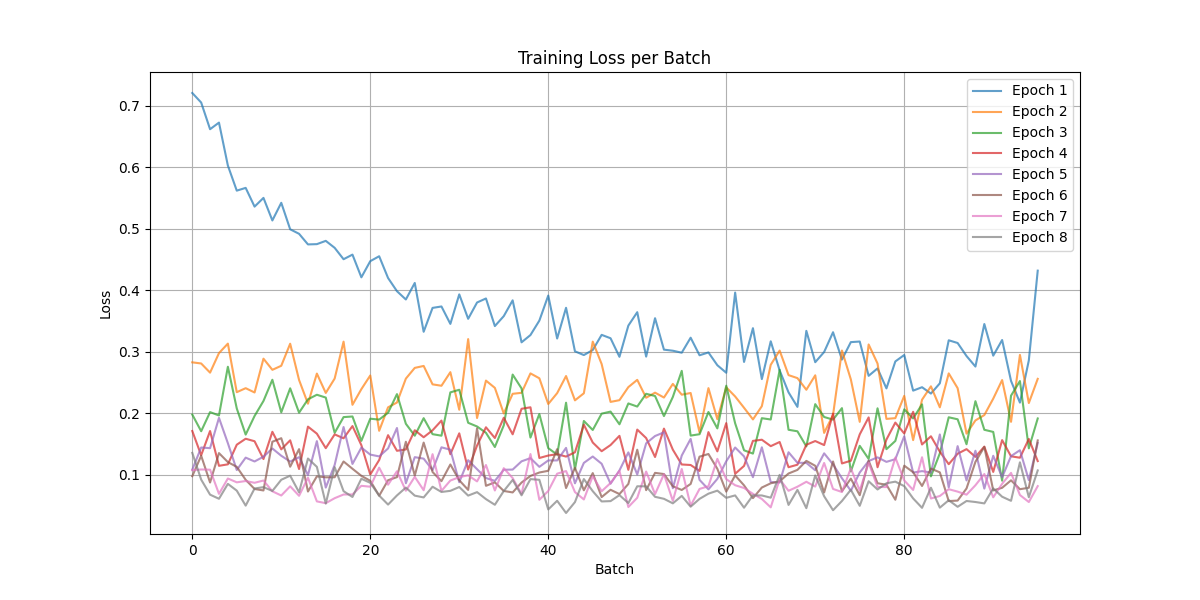 Training Loss per Batch
Loss
0.7
0.6
0.5
0.4
0.3
0.2
0.1
0
20
40
60
80
Batch
Epoch 1
Epoch 2
Epoch 3
Epoch 4
Epoch 5
Epoch 6
Epoch 7
Epoch 8